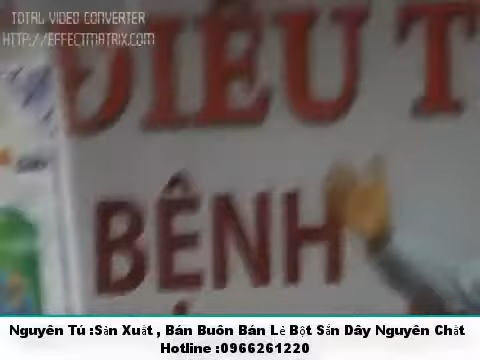 TOTAL VIDEO CONVERTER
HTTP://EFFECTMATRIX.COM
ĐIỀU T
BỆNH
Nguyên Tú :Sản Xuất , Bán Buôn Bán Lẻ Bột Sắn Dây Nguyên Chất
Hotline :0966261220